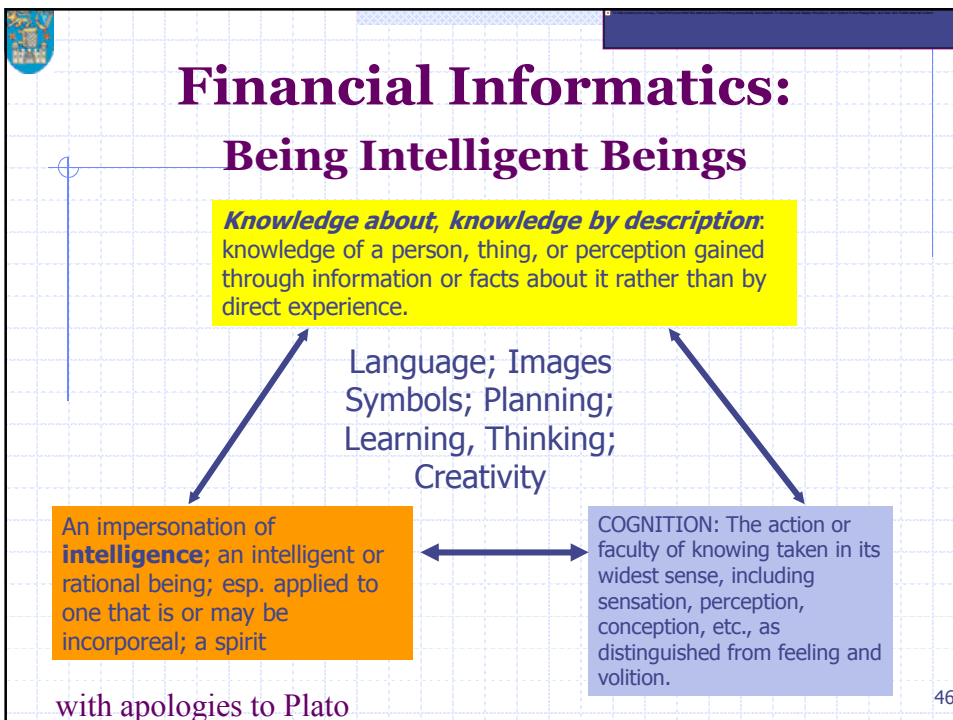 Financial Informatics:
Being Intelligent Beings
Knowledge about, knowledge by description:
knowledge of a person, thing, or perception gained
through information or facts about it rather than by
direct experience.
Language; Images
Symbols; Planning;
Learning, Thinking;
Creativity
An impersonation of
intelligence; an intelligent or
rational being; esp. applied to
one that is or may be
incorporeal; a spirit
COGNITION: The action or
faculty of knowing taken in its
widest sense, including
sensation, perception,
conception, etc., as
distinguished from feeling and
volition.
with apologies to Plato
46